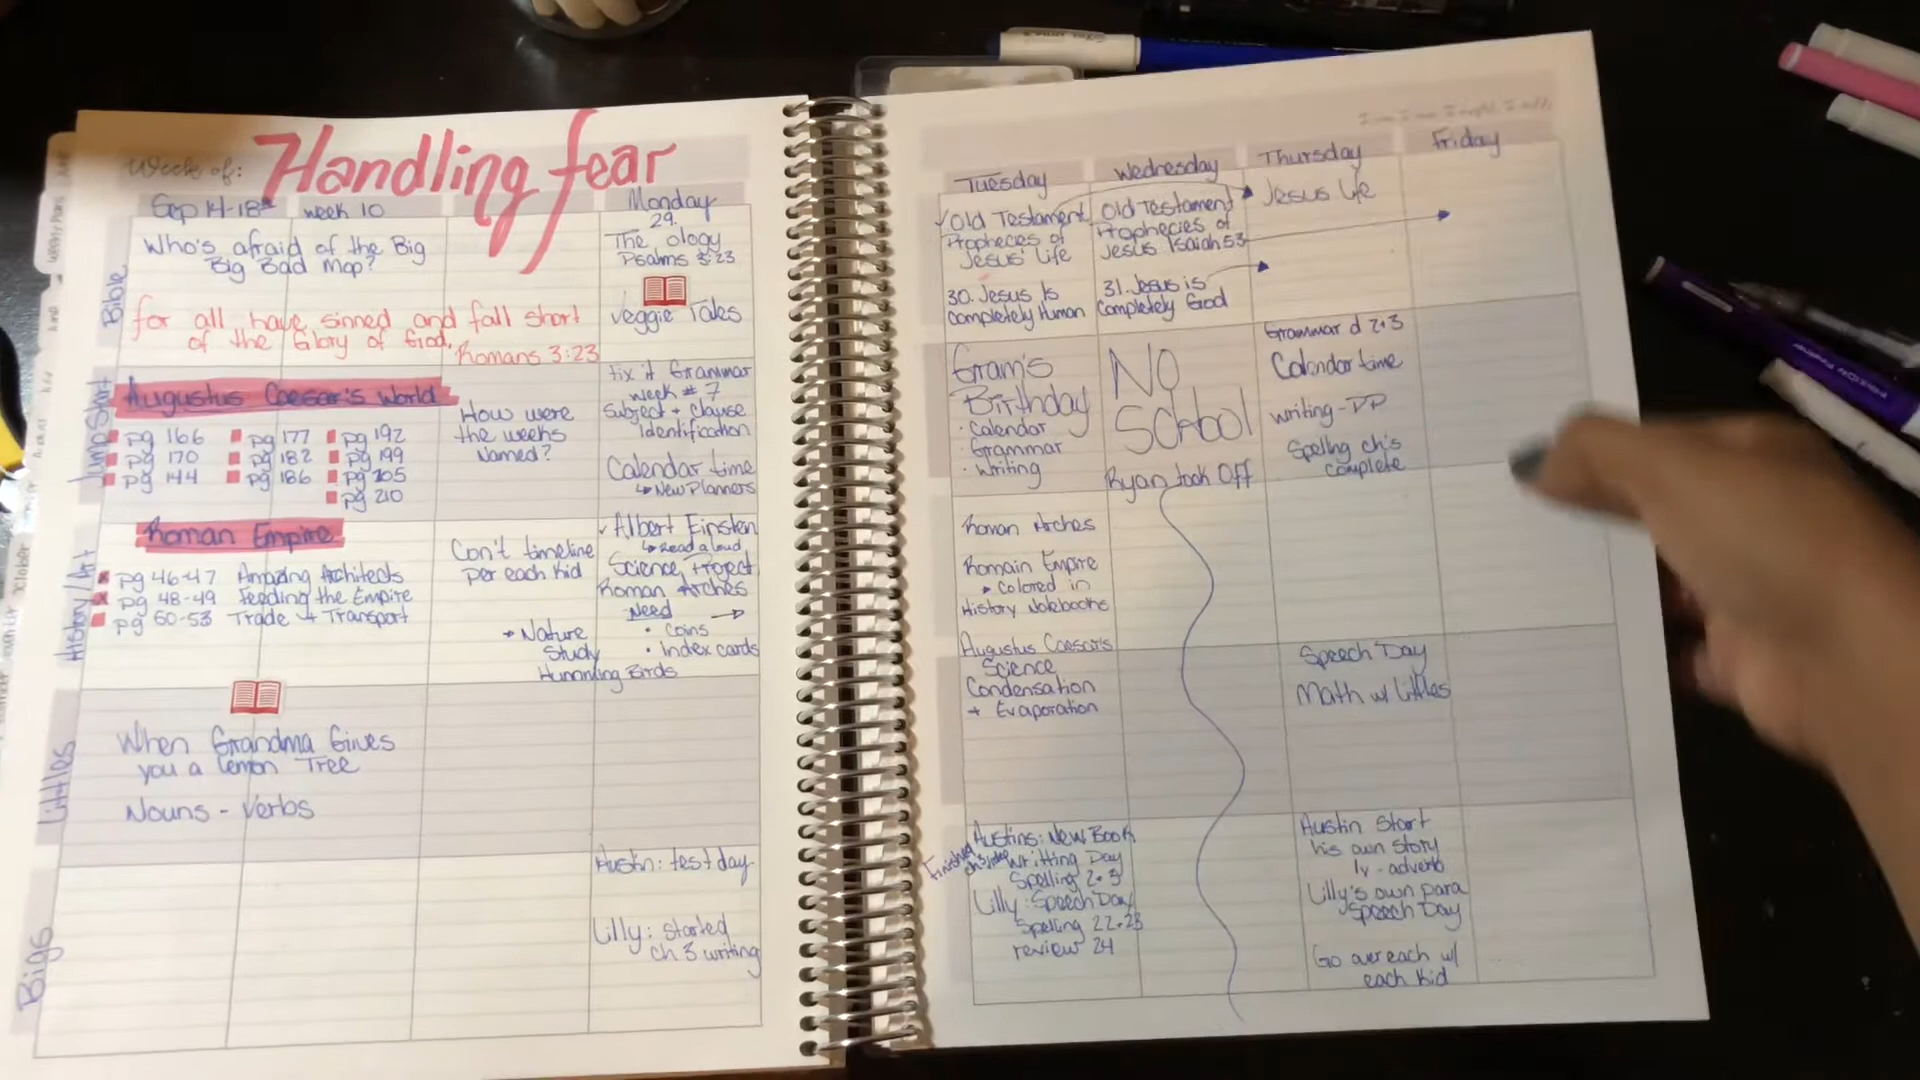 Week of: Handling fear
Sep 14-18th week 10
Who's afraid of the Big
Big Bad Map?
for all have sinned and fall short
of the Glory of God,
Romans 3:23
Monday
29.
The ology
Psalms 3:23
Veggie Tales
Bible
Jump Start
Augustus Caesar's World
pg 166
pg 170
pg 144
pg 177
pg 182
pg 186
pg 192
pg 199
pg 205
pg 210
How were
the weeks
named?
fix it Grammar
week #7
Subject + clause
Identification
Calendar time
New Planners
History/Art
Roman Empire
pg 46-47 Amazing Architects
pg 48-49 Feeding the Empire
pg 50-53 Trade + Transport
Con't timeline
per each kid
Nature
Study
Humming Birds
Albert Einsten
Read aloud
Science Project
Roman Arches
Need
• Coins
• Index cards
Littles
When Grandma Gives
you a lemon Tree
Nouns - Verbs
Bigs
Austin: test day
Lilly: started
ch 3 writing
Tuesday
Old Testament
Prophecies of
Jesus' Life
30. Jesus Is
Completely Human
Gram's
Birthday
• Calendar
• Grammar
• Writing
Roman Arches
Romain Empire
• Colored in
History Notebooks
Augustus Caesar's
Science
Condensation
+ Evaporation
Austins: New Book
Writting Day
Spelling 2+3
Lilly: Speech Day
Spelling 22+23
review 24
Finished
Wednesday
Old Testament
Prophecies of
Jesus Isaiah 53
31. Jesus is
Completely God
NO
School
Ryan took Off
Thursday
Jesus Life
Grammar d 2+3
Calendar time
writing - DP
Spelling ch's
complete
Speech Day
Math w/ Littles
Austin Start
his own story
ly - adverb
Lilly's own para
Speech Day
Go over each w/
each kid
Friday
October